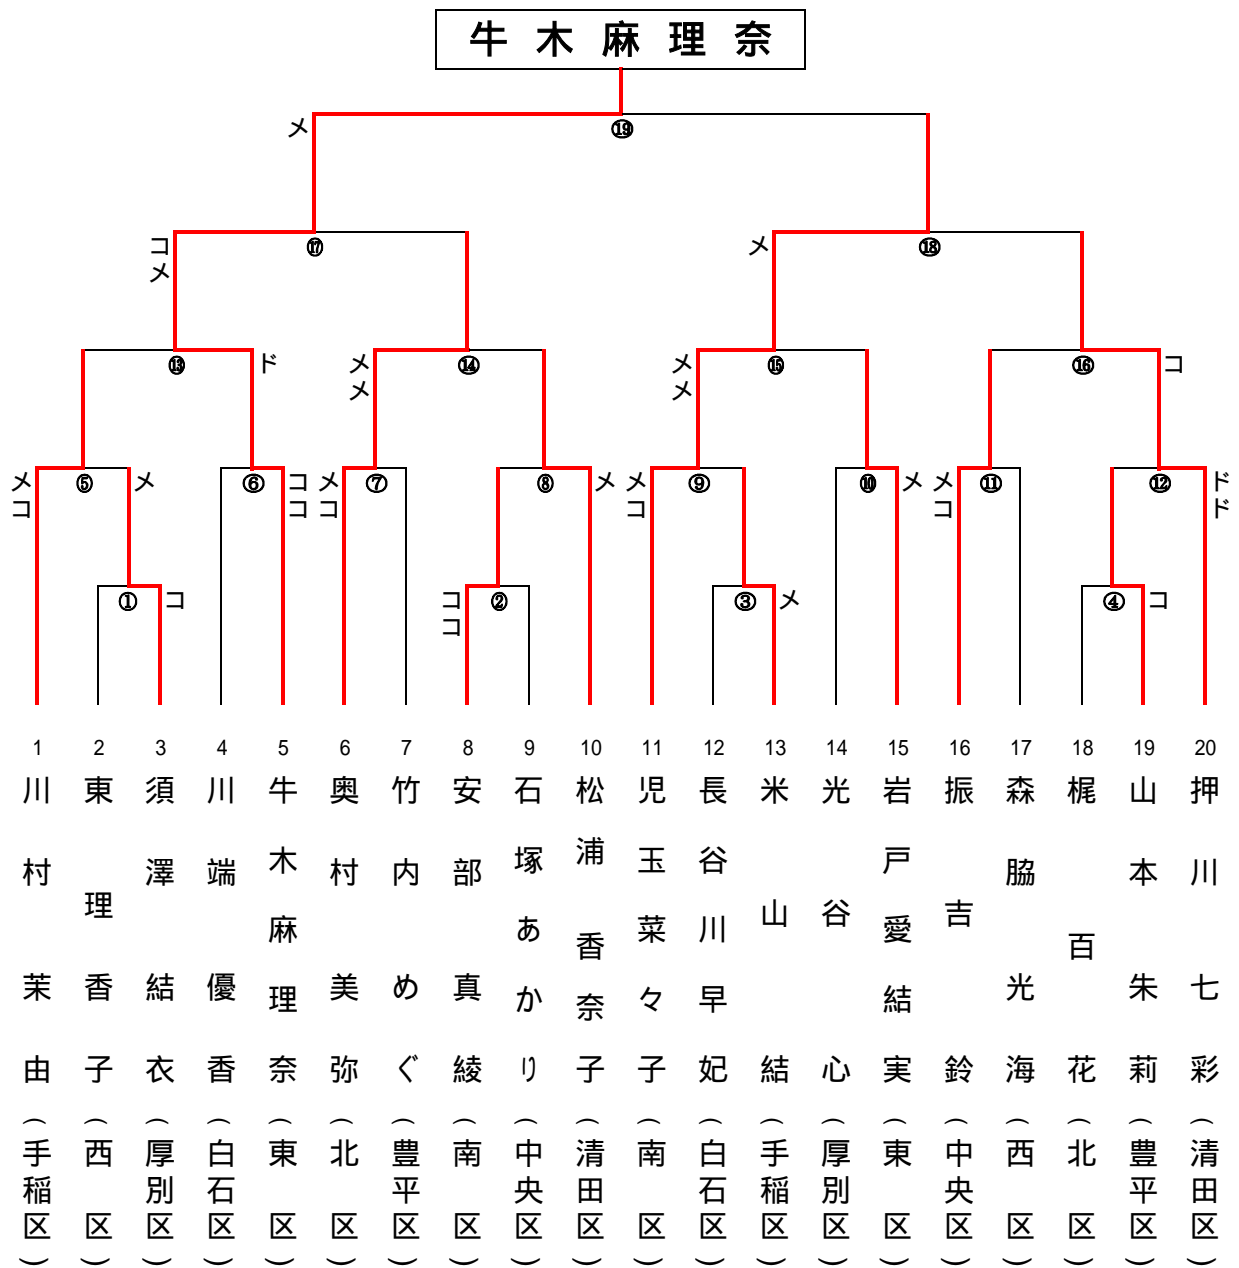 牛木麻理奈
メ
⑲
コ
メ
⑰
メ
⑱
⑬
ド
メ
メ
⑭
メ
メ
⑮
⑯
コ
メ
コ
⑤
メ
⑥
コ
コ
メ
コ
⑦
⑧
メ
メ
コ
⑨
⑩
メ
メ
コ
⑪
⑫
ド
ド
①
コ
コ
コ
②
③
メ
④
コ
1 川村茉由(手稲区)
2 東理香子(西区)
3 須澤結衣(厚別区)
4 川端優香(白石区)
5 牛木麻理奈(東区)
6 奥村美弥(北区)
7 竹内めぐ(豊平区)
8 安部真綾(南区)
9 石塚あかり(中央区)
10 松浦香奈子(清田区)
11 児玉菜々子(南区)
12 長谷川早妃(白石区)
13 米山結(手稲区)
14 光谷心(厚別区)
15 岩戸愛結実(東区)
16 振吉鈴(中央区)
17 森脇光海(西区)
18 梶百花(北区)
19 山本朱莉(豊平区)
20 押川七彩(清田区)